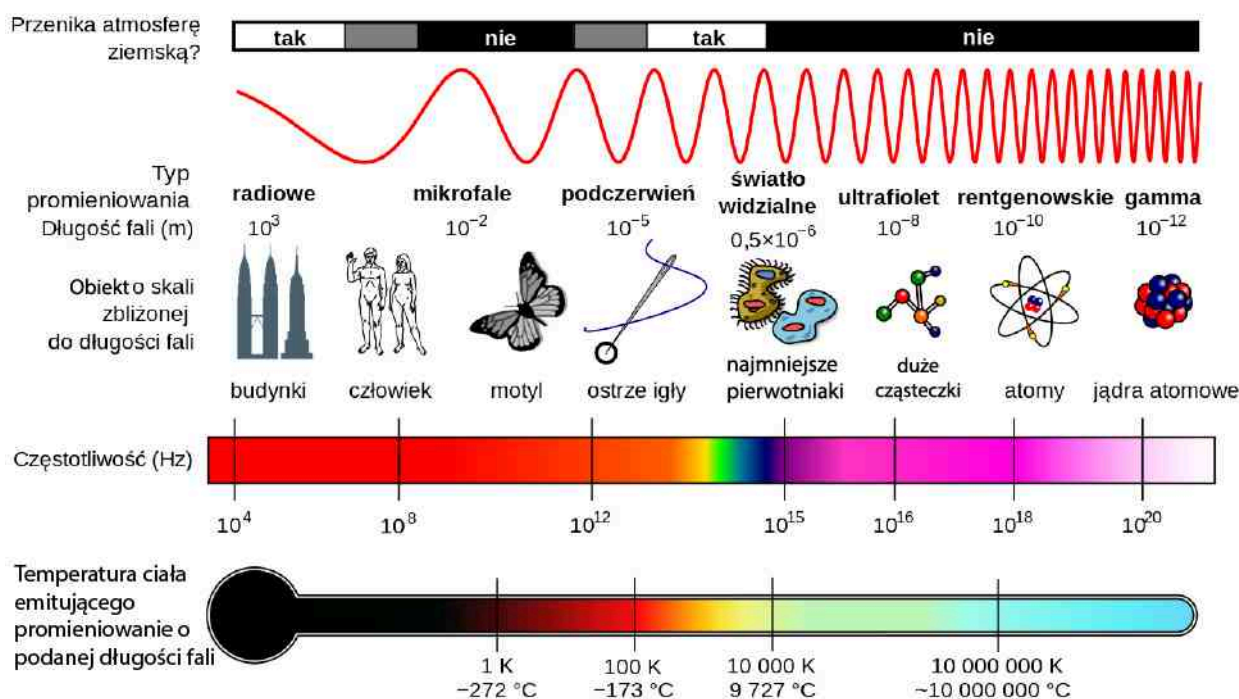 Przenika atmosferę
ziemską?
tak nie tak nie
Typ
promieniowania
Długość fali (m)
radiowe
10³
mikrofale
10⁻²
podczerwień
10⁻⁵
światło
widzialne
0,5×10⁻⁶
ultrafiolet
10⁻⁸
rentgenowskie
10⁻¹⁰
gamma
10⁻¹²
Obiekt o skali
zbliżonej
do długości fali
budynki
człowiek
motyl
ostrze igły
najmniejsze
pierwotniaki
duże
cząsteczki
atomy
jądra atomowe
Częstotliwość (Hz)
10⁴ 10⁸ 10¹² 10¹⁵ 10¹⁶ 10¹⁸ 10²⁰
Temperatura ciała
emitującego
promieniowanie o
podanej długości fali
1 K
−272 °C
100 K
−173 °C
10 000 K
9 727 °C
10 000 000 K
~10 000 000 °C